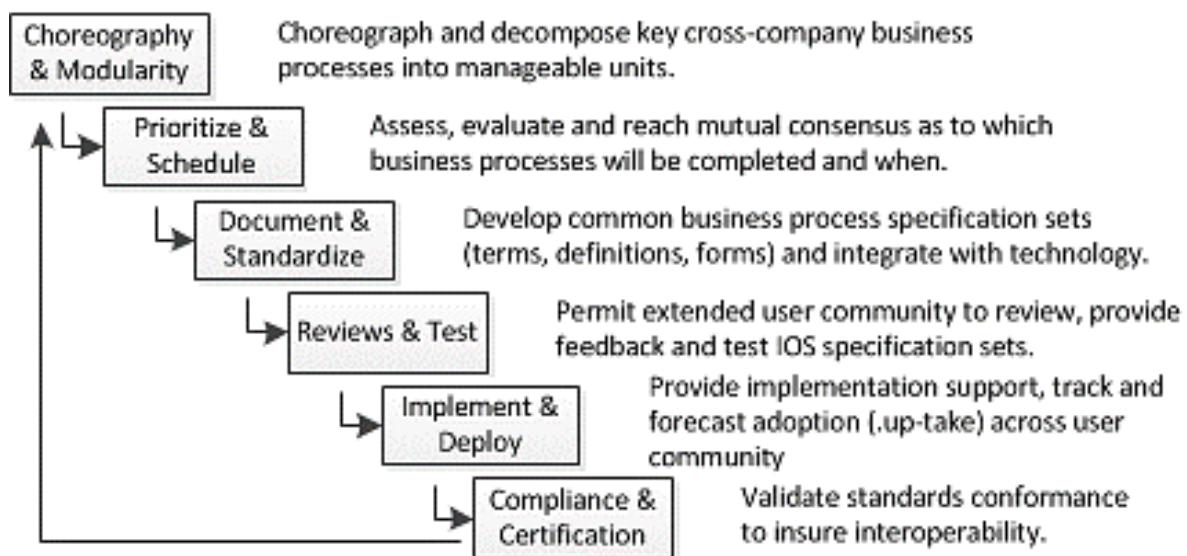 Choreography
& Modularity
Choreograph and decompose key cross-company business
processes into manageable units.
Prioritize &
Schedule
Assess, evaluate and reach mutual consensus as to which
business processes will be completed and when.
Document &
Standardize
Develop common business process specification sets
(terms, definitions, forms) and integrate with technology.
Reviews & Test
Permit extended user community to review, provide
feedback and test IOS specification sets.
Implement &
Deploy
Provide implementation support, track and
forecast adoption (.up-take) across user
community
Compliance &
Certification
Validate standards conformance
to insure interoperability.